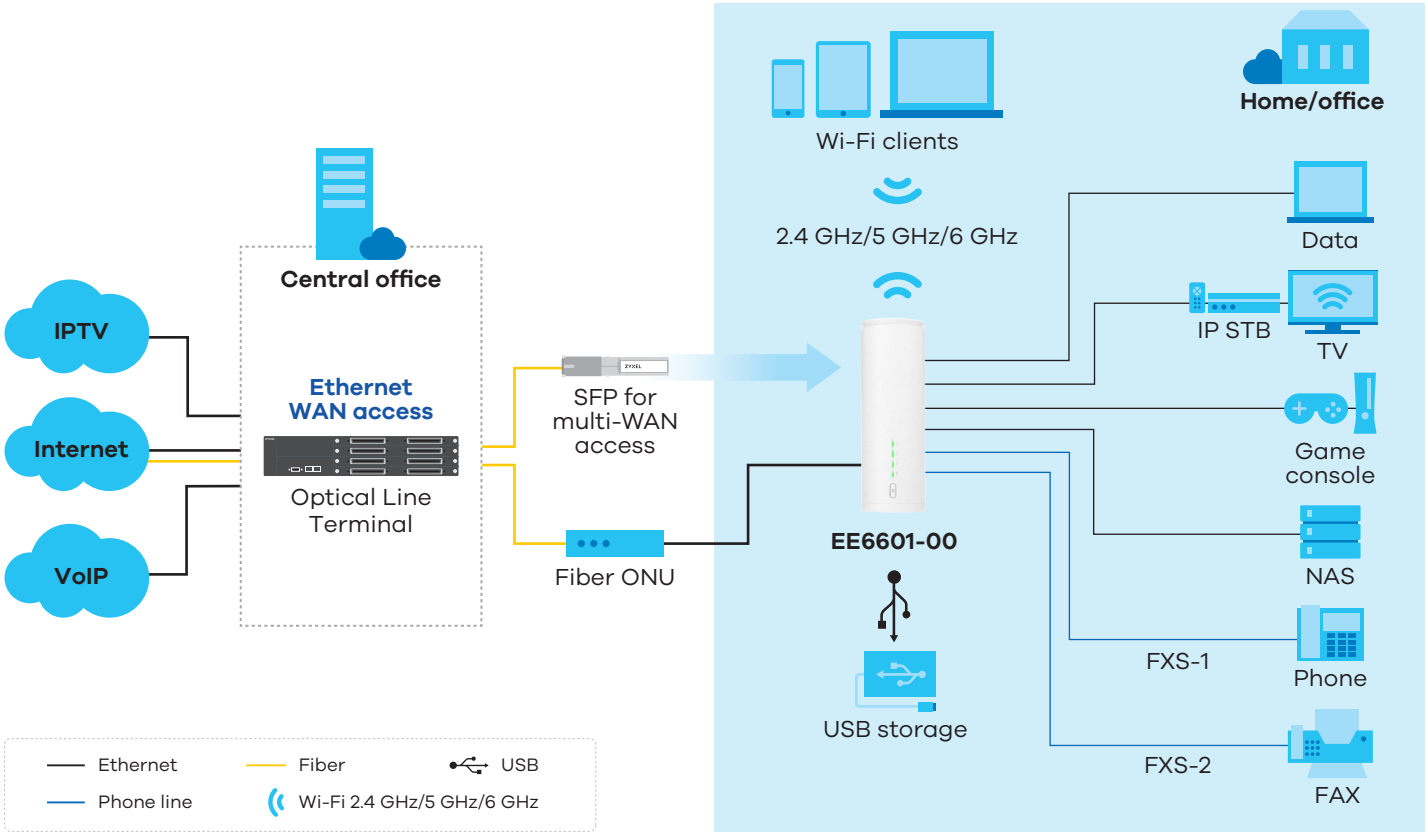 Home/office
Wi-Fi clients
2.4 GHz/5 GHz/6 GHz
Data
IP STB
TV
Game
console
NAS
FXS-1
Phone
FXS-2
FAX
Central office
IPTV
Internet
VoIP
Ethernet
WAN access
Optical Line
Terminal
ZYXEL
SFP for
multi-WAN
access
Fiber ONU
EE6601-00
USB storage
Ethernet
Fiber
USB
Phone line
Wi-Fi 2.4 GHz/5 GHz/6 GHz